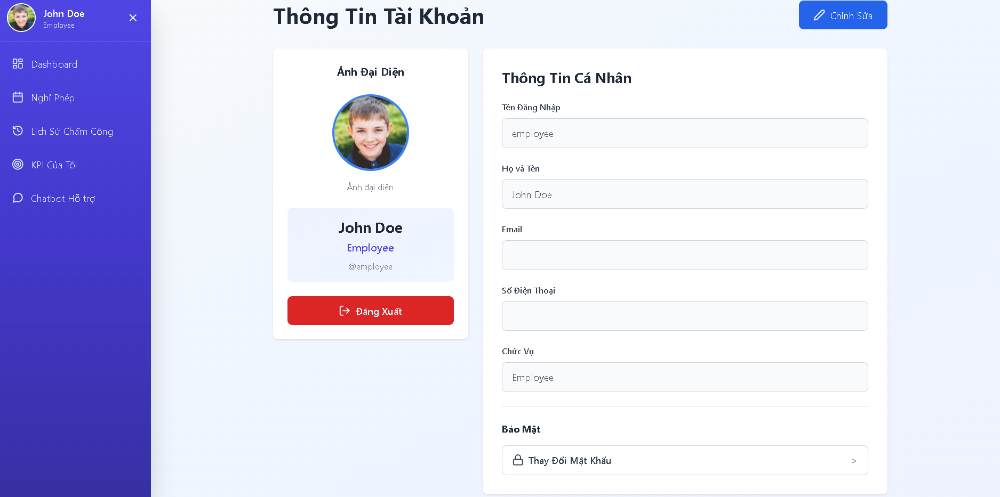 John Doe
Employee
Dashboard
Nghỉ Phép
Lịch Sử Chấm Công
KPI Của Tôi
Chatbot Hỗ trợ
Thông Tin Tài Khoản
Chỉnh Sửa
Ảnh Đại Diện
Ảnh đại diện
John Doe
Employee
@employee
Đăng Xuất
Thông Tin Cá Nhân
Tên Đăng Nhập
employee
Họ và Tên
John Doe
Email
Số Điện Thoại
Chức Vụ
Employee
Bảo Mật
Thay Đổi Mật Khẩu >